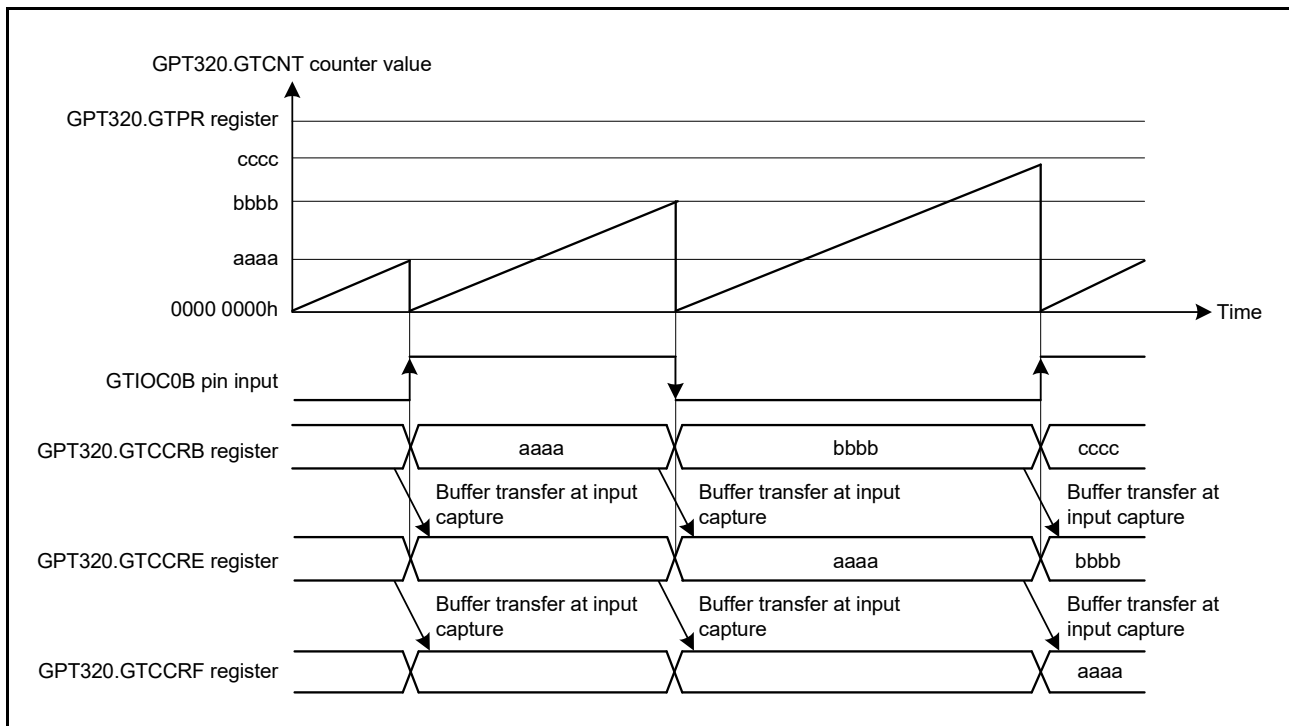 GPT320.GTCNT counter value
GPT320.GTPR register
cccc
bbbb
aaaa
0000 0000h
Time
GTIOC0B pin input
GPT320.GTCCRB register
aaaa
bbbb
cccc
Buffer transfer at input
capture
Buffer transfer at input
capture
Buffer transfer at
input capture
GPT320.GTCCRE register
aaaa
bbbb
Buffer transfer at input
capture
Buffer transfer at input
capture
Buffer transfer at
input capture
GPT320.GTCCRF register
aaaa